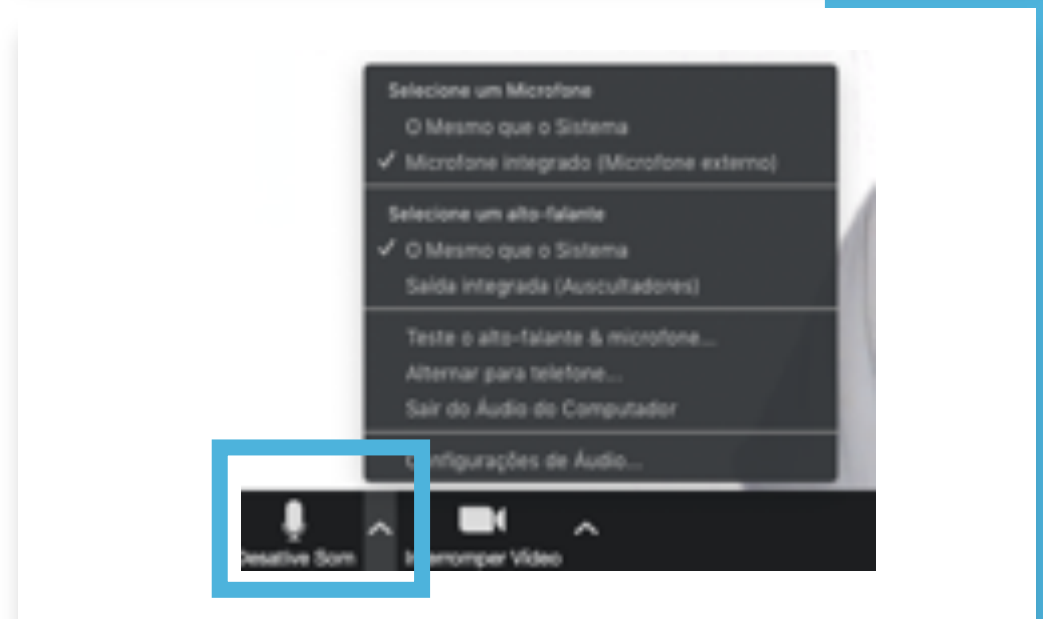 Selecione um Microfone
O Mesmo que o Sistema
Microfone integrado (Microfone externo)
Selecione um alto-falante
O Mesmo que o Sistema
Saída integrada (Auscultadores)
Teste o alto-falante & microfone...
Alternar para telefone...
Sair do Áudio do Computador
Configurações de Áudio...
Desative Som
Interromper Vídeo